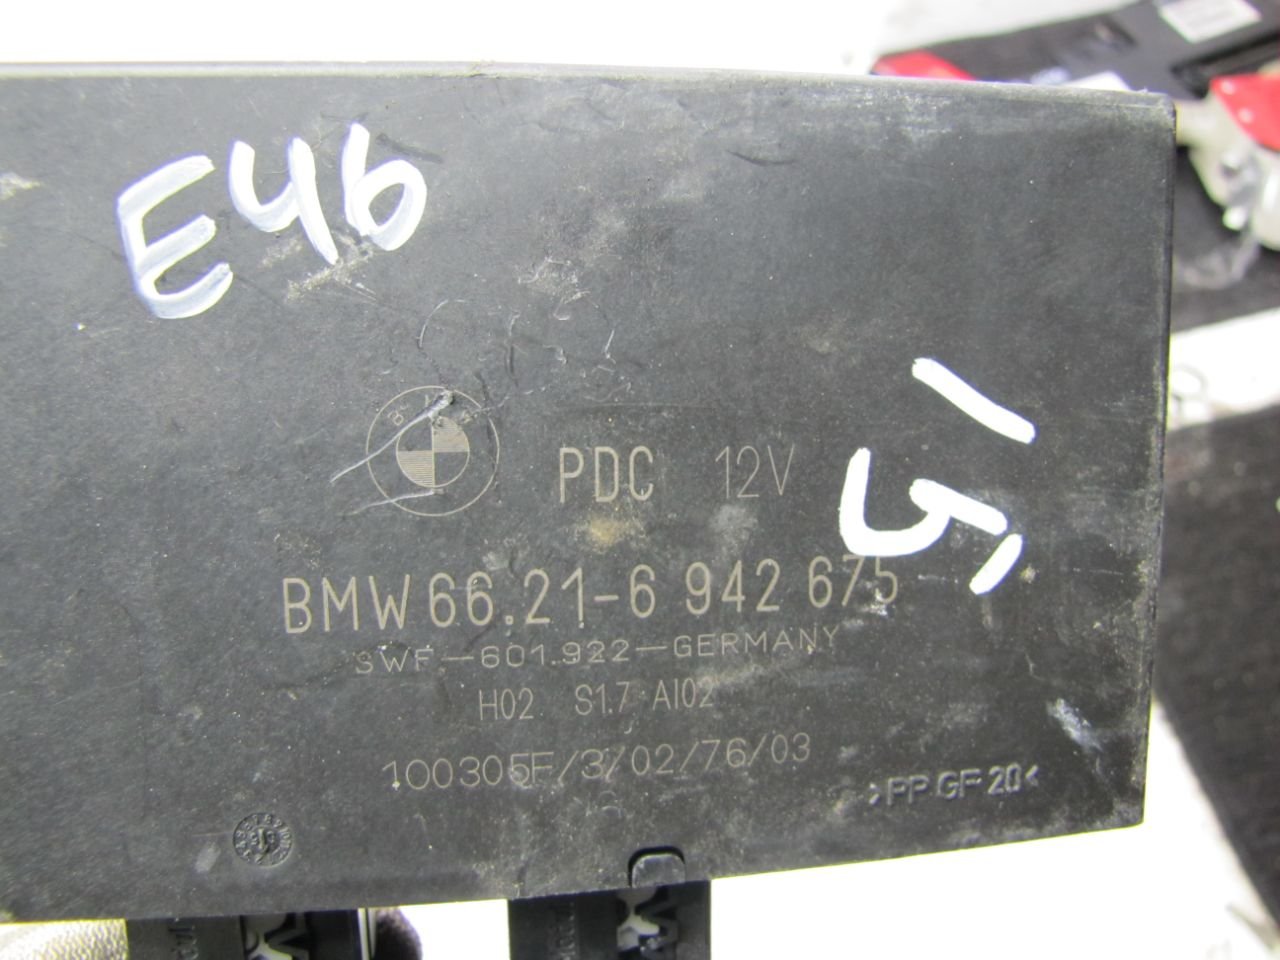 E46
PDC 12V
BMW 66.21-6 942 675
SWF-601.922-GERMANY
H02 S1.7 AI02
100305F/3/02/76/03
>PP GF 20<